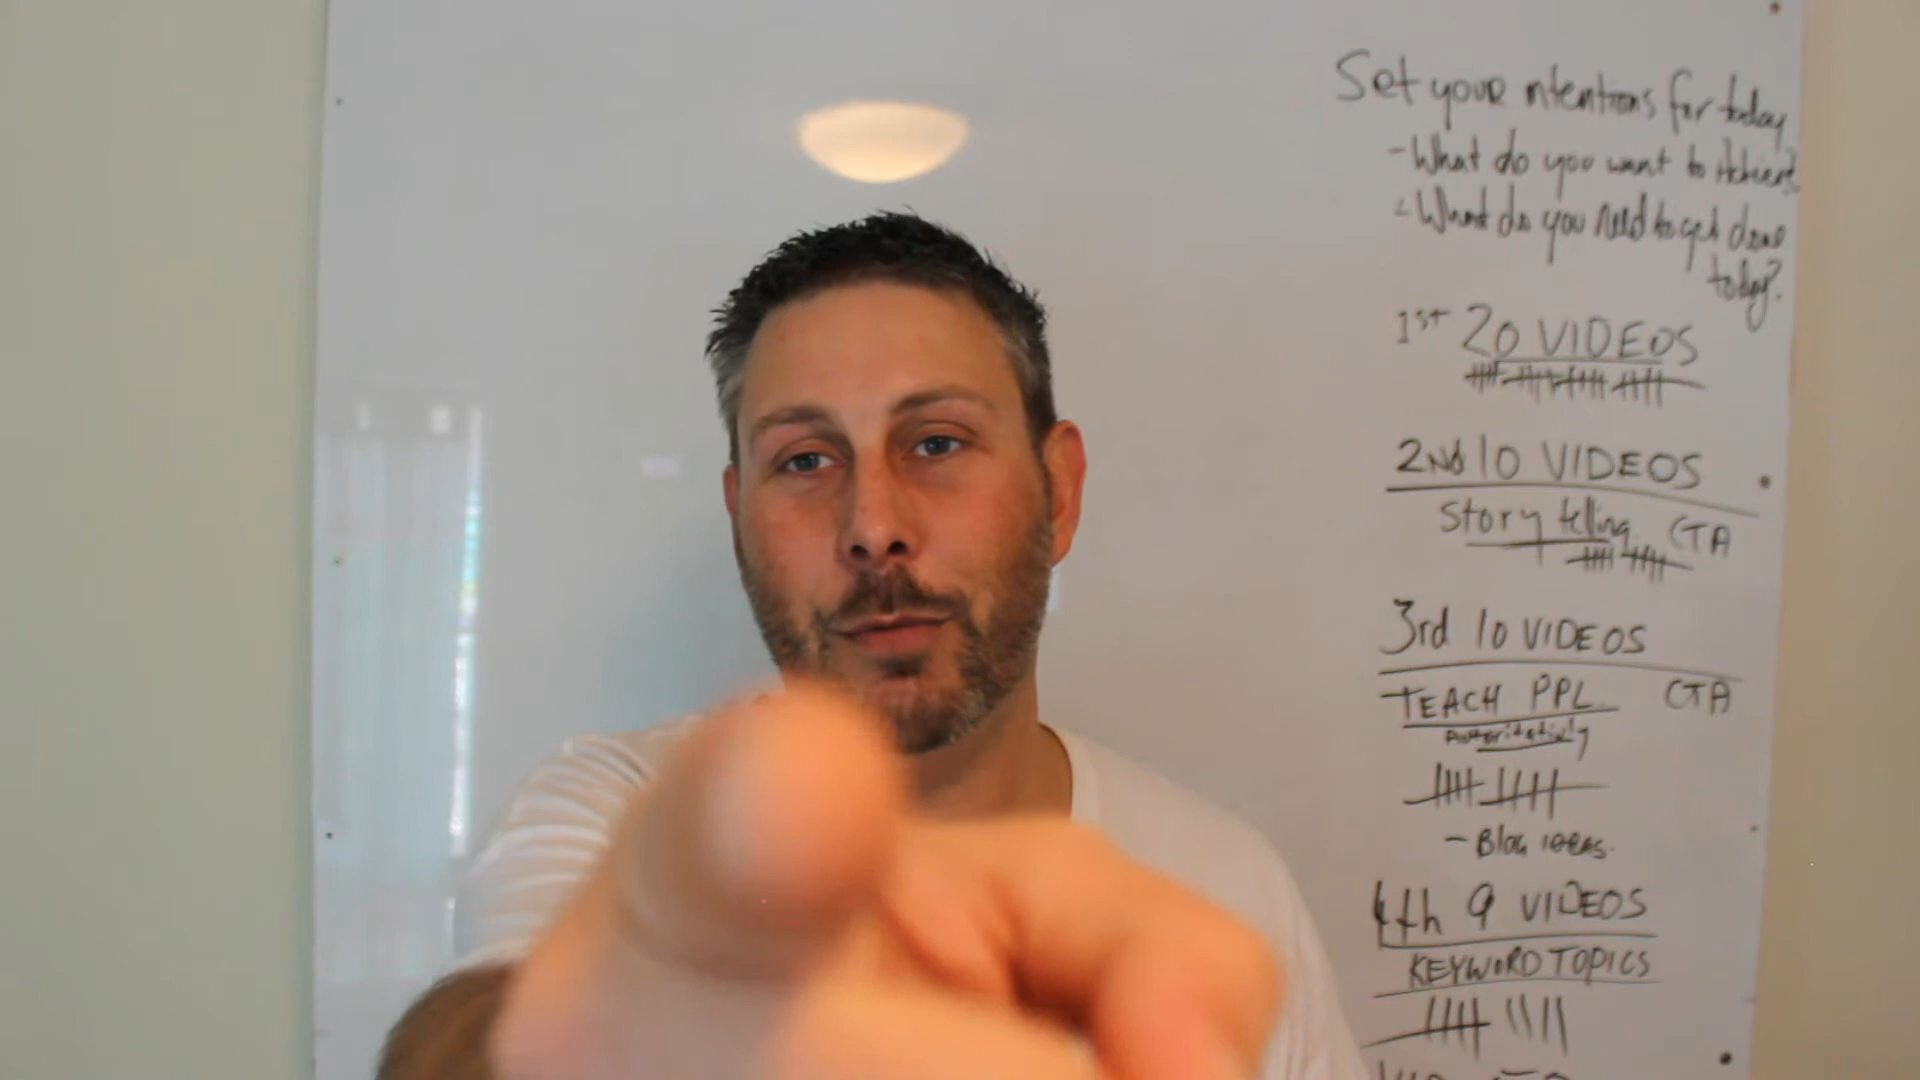 Set your intentions for today
- What do you want to Achieve?
- What do you need to get done
today?
1st 20 VIDEOS
2nd 10 VIDEOS
Story telling CTA
3rd 10 VIDEOS
TEACH PPL. CTA
Authoritativly
- Blog ideas.
4th 9 VIDEOS
KEYWORD TOPICS